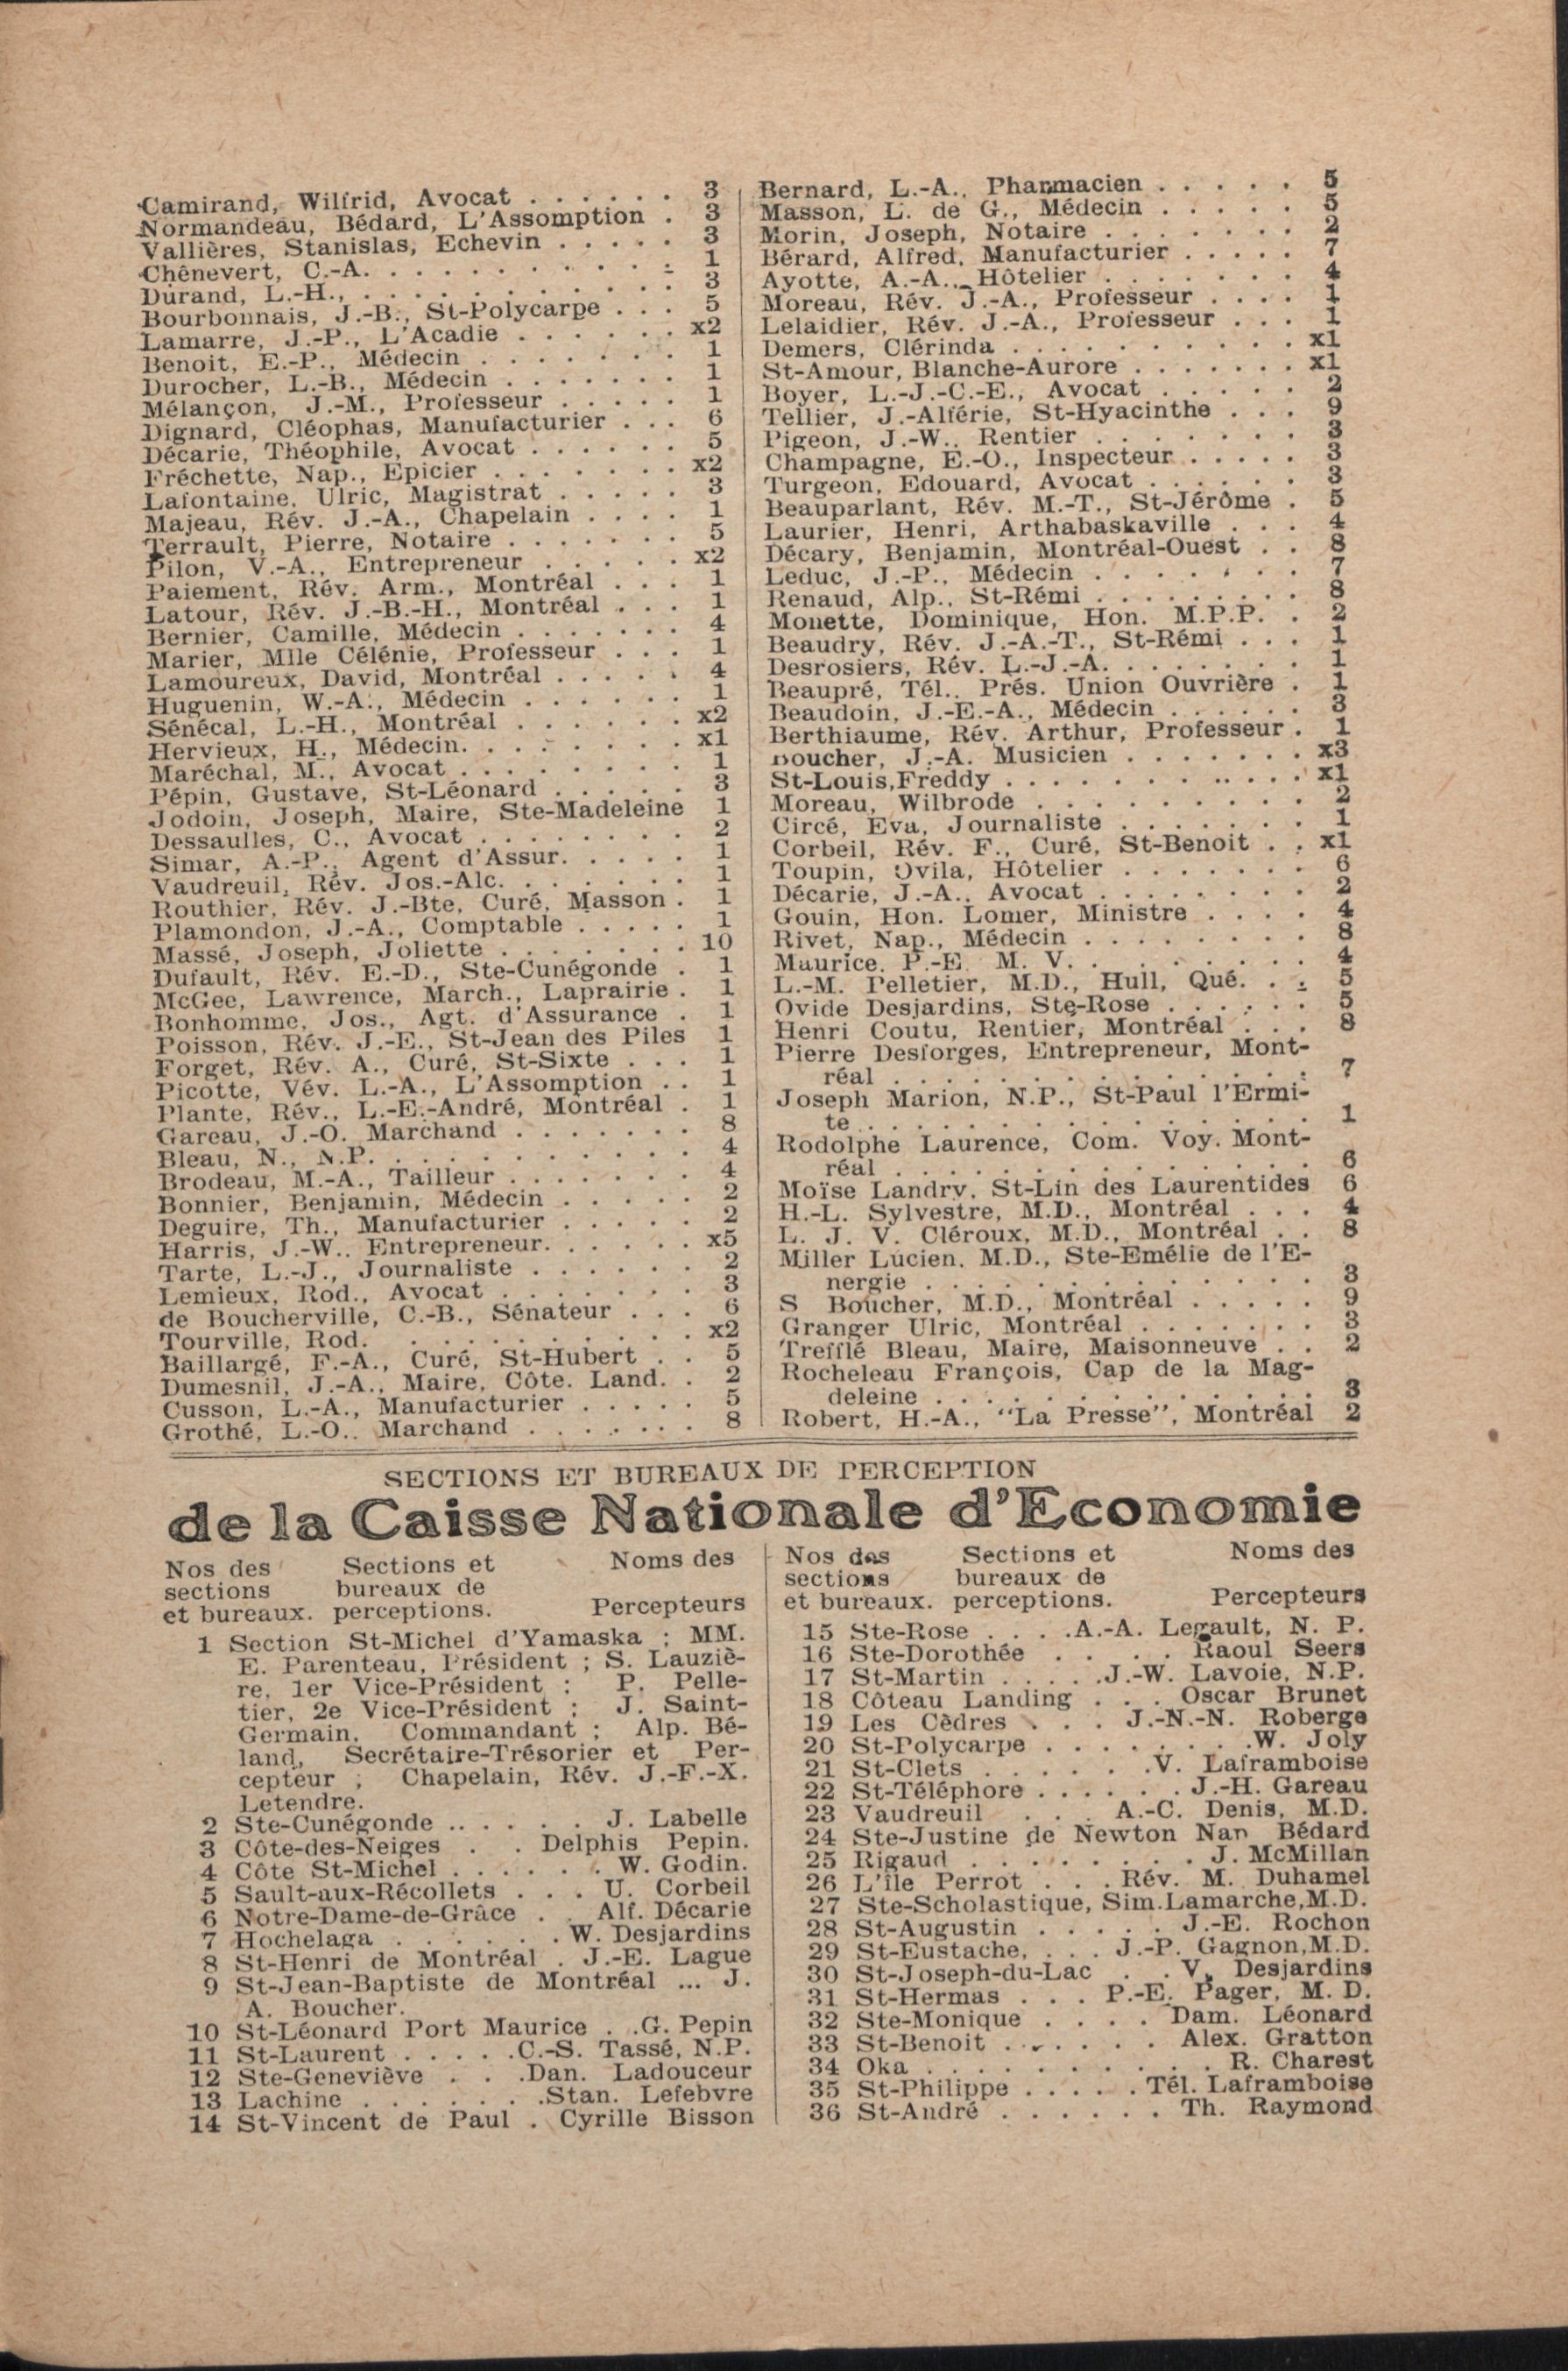 Camirand, Wilfrid, Avocat . . . . . . 3
Normandeau, Bédard, L'Assomption . 3
Vallières, Stanislas, Echevin . . . . . 3
Chênevert, C.-A. . . . . . . . . . . . 1
Durand, L.-H., . . . . . . . . . . . . 3
Bourbonnais, J.-B., St-Polycarpe . . . 5
Lamarre, J.-P., L'Acadie . . . . . . . x2
Benoit, E.-P., Médecin . . . . . . . 1
Durocher, L.-B., Médecin . . . . . . . 1
Mélançon, J.-M., Professeur . . . . . 1
Dignard, Cléophas, Manufacturier . . . 6
Décarie, Théophile, Avocat . . . . . . 5
Fréchette, Nap., Epicier . . . . . . . x2
Lafontaine, Ulric, Magistrat . . . . . 3
Majeau, Rév. J.-A., Chapelain . . . . 1
Terrault, Pierre, Notaire . . . . . . . 5
Pilon, V.-A., Entrepreneur . . . . . x2
Paiement, Rév. Arm., Montréal . . . 1
Latour, Rév. J.-B.-H., Montréal . . . 1
Bernier, Camille, Médecin . . . . . . . 4
Marier, Mlle Célénie, Professeur . . . 1
Lamoureux, David, Montréal . . . . . 4
Huguenin, W.-A., Médecin . . . . . . 1
Sénécal, L.-H., Montréal . . . . . . . x2
Hervieux, H., Médecin. . . . . . . . . x1
Maréchal, M., Avocat . . . . . . . . 1
Pépin, Gustave, St-Léonard . . . . . 3
Jodoin, Joseph, Maire, Ste-Madeleine 1
Dessaulles, C., Avocat . . . . . . . . 2
Simar, A.-P., Agent d'Assur. . . . . 1
Vaudreuil, Rév. Jos.-Alc. . . . . . . . 1
Routhier, Rév. J.-Bte, Curé, Masson . 1
Plamondon, J.-A., Comptable . . . . . 1
Massé, Joseph, Joliette . . . . . . . . 10
Dufault, Rév. E.-D., Ste-Cunégonde . 1
McGee, Lawrence, March., Laprairie . 1
Bonhomme, Jos., Agt. d'Assurance . 1
Poisson, Rév. J.-E., St-Jean des Piles 1
Forget, Rév. A., Curé, St-Sixte . . . 1
Picotte, Vév. L.-A., L'Assomption . . 1
Plante, Rév., L.-E.-André, Montréal . 1
Gareau, J.-O. Marchand . . . . . . . 8
Bleau, N., N.P. . . . . . . . . . . . 4
Brodeau, M.-A., Tailleur . . . . . . . 4
Bonnier, Benjamin, Médecin . . . . . 2
Deguire, Th., Manufacturier . . . . . 2
Harris, J.-W.. Entrepreneur. . . . . . . x5
Tarte, L.-J., Journaliste . . . . . . 2
Lemieux, Rod., Avocat . . . . . . . 3
de Boucherville, C.-B., Sénateur . . . 6
Tourville, Rod. . . . . . . . . . . . x2
Baillargé, F.-A., Curé, St-Hubert . . 5
Dumesnil, J.-A., Maire, Côte. Land. . 2
Cusson, L.-A., Manufacturier . . . . . 5
Grothé, L.-O.. Marchand . . . . . . . 8
Bernard, L.-A., Pharmacien . . . . . 5
Masson, L. de G., Médecin . . . . . 5
Morin, Joseph, Notaire . . . . . . . 2
Bérard, Alfred, Manufacturier . . . . . 7
Ayotte, A.-A., Hôtelier . . . . . . . 4
Moreau, Rév. J.-A., Professeur . . . . 1
Lelaidier, Rév. J.-A., Professeur . . . 1
Demers, Clérinda . . . . . . . . . . . x1
St-Amour, Blanche-Aurore . . . . . . . x1
Boyer, L.-J.-C.-E., Avocat . . . . . 2
Tellier, J.-Alférie, St-Hyacinthe . . . 9
Pigeon, J.-W.. Rentier . . . . . . . . 3
Champagne, E.-O., Inspecteur . . . . . 3
Turgeon, Edouard, Avocat . . . . . . 3
Beauparlant, Rév. M.-T., St-Jérôme . 5
Laurier, Henri, Arthabaskaville . . . 4
Décary, Benjamin, Montréal-Ouest . . 8
Leduc, J.-P., Médecin . . . . . . . 7
Renaud, Alp., St-Rémi . . . . . . . . 8
Monette, Dominique, Hon. M.P.P. . 2
Beaudry, Rév. J.-A.-T., St-Rémi . . . 1
Desrosiers, Rév. L.-J.-A. . . . . . . . 1
Beaupré, Tél.. Prés. Union Ouvrière . 1
Beaudoin, J.-E.-A., Médecin . . . . . . 3
Berthiaume, Rév. Arthur, Professeur . 1
Boucher, J.-A. Musicien . . . . . . . x3
St-Louis,Freddy . . . . . . . . . . . . x1
Moreau, Wilbrode . . . . . . . . . . 2
Circé, Eva, Journaliste . . . . . . . 1
Corbeil, Rév. F., Curé, St-Benoit . . x1
Toupin, Ovila, Hôtelier . . . . . . . 6
Décarie, J.-A., Avocat . . . . . . . . 2
Gouin, Hon. Lomer, Ministre . . . . 4
Rivet, Nap., Médecin . . . . . . . . 8
Maurice. P.-E. M. V. . . . . . . . . 4
L.-M. Pelletier, M.D., Hull, Qué. . . 5
Ovide Desjardins, Ste-Rose . . . . . . 5
Henri Coutu, Rentier, Montréal . . . 8
Pierre Desforges, Entrepreneur, Mont-
réal . . . . . . . . . . . . . . . 7
Joseph Marion, N.P., St-Paul l'Ermi-
te . . . . . . . . . . . . . . . . 1
Rodolphe Laurence, Com. Voy. Mont-
réal . . . . . . . . . . . . . . . 6
Moïse Landry, St-Lin des Laurentides 6
H.-L. Sylvestre, M.D., Montréal . . . 4
L. J. V. Cléroux, M.D., Montréal . . 8
Miller Lucien, M.D., Ste-Emélie de l'E-
nergie . . . . . . . . . . . . . . 3
S Boucher, M.D., Montréal . . . . . 9
Granger Ulric, Montréal . . . . . . . 3
Trefflé Bleau, Maire, Maisonneuve . . 2
Rocheleau François, Cap de la Mag-
deleine . . . . . . . . . . . . . . 3
Robert, H.-A., "La Presse", Montréal 2
SECTIONS ET BUREAUX DE PERCEPTION
de la Caisse Nationale d'Economie
Nos des Sections et Noms des
sections bureaux de
et bureaux. perceptions. Percepteurs
1 Section St-Michel d'Yamaska : MM.
E. Parenteau, Président ; S. Lauziè-
re, 1er Vice-Président ; P. Pelle-
tier, 2e Vice-Président ; J. Saint-
Germain, Commandant ; Alp. Bé-
land, Secrétaire-Trésorier et Per-
cepteur ; Chapelain, Rév. J.-F.-X.
Letendre.
2 Ste-Cunégonde .. . . . . J. Labelle
3 Côte-des-Neiges . . . Delphis Pepin.
4 Côte St-Michel . . . . . . . W. Godin.
5 Sault-aux-Récollets . . . U. Corbeil
6 Notre-Dame-de-Grâce . . Alf. Décarie
7 Hochelaga . . . . . . . W. Desjardins
8 St-Henri de Montréal . J.-E. Lague
9 St-Jean-Baptiste de Montréal ... J.
A. Boucher.
10 St-Léonard Port Maurice . .G. Pepin
11 St-Laurent . . . . .C.-S. Tassé, N.P.
12 Ste-Geneviève . . .Dan. Ladouceur
13 Lachine . . . . . . .Stan. Lefebvre
14 St-Vincent de Paul . Cyrille Bisson
Nos des Sections et Noms des
sections bureaux de
et bureaux. perceptions. Percepteurs
15 Ste-Rose . . . .A.-A. Legault, N. P.
16 Ste-Dorothée . . . . Raoul Seers
17 St-Martin . . . . .J.-W. Lavoie, N.P.
18 Côteau Landing . . . Oscar Brunet
19 Les Cèdres . . . J.-N.-N. Roberge
20 St-Polycarpe . . . . . . . .W. Joly
21 St-Clets . . . . . . .V. Laframboise
22 St-Téléphore . . . . . . J.-H. Gareau
23 Vaudreuil . . . A.-C. Denis, M.D.
24 Ste-Justine de Newton Nap Bédard
25 Rigaud . . . . . . . . J. McMillan
26 L'île Perrot . . . Rév. M. Duhamel
27 Ste-Scholastique, Sim.Lamarche,M.D.
28 St-Augustin . . . . . J.-E. Rochon
29 St-Eustache, . . . J.-P. Gagnon,M.D.
30 St-Joseph-du-Lac . . V. Desjardins
31 St-Hermas . . . P.-E. Pager, M. D.
32 Ste-Monique . . . . Dam. Léonard
33 St-Benoit . . . . . . . Alex. Gratton
34 Oka . . . . . . . . . . R. Charest
35 St-Philippe . . . . . Tél. Laframboise
36 St-André . . . . . . . Th. Raymond